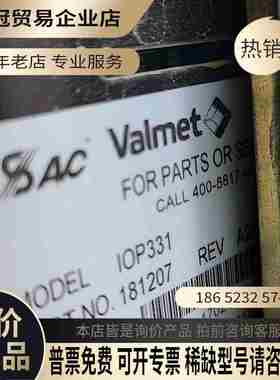 冠贸易企业店
年老店 专业服务
热销
AC Valmet
FOR PARTS OR SE
CALL 400-8817-
MODEL IOP331
NO. 181207 REV A2
价
品
186 5232 57
本店皆是询价产品 拍前咨询客服
普票免费 可开专票 稀缺型号请咨